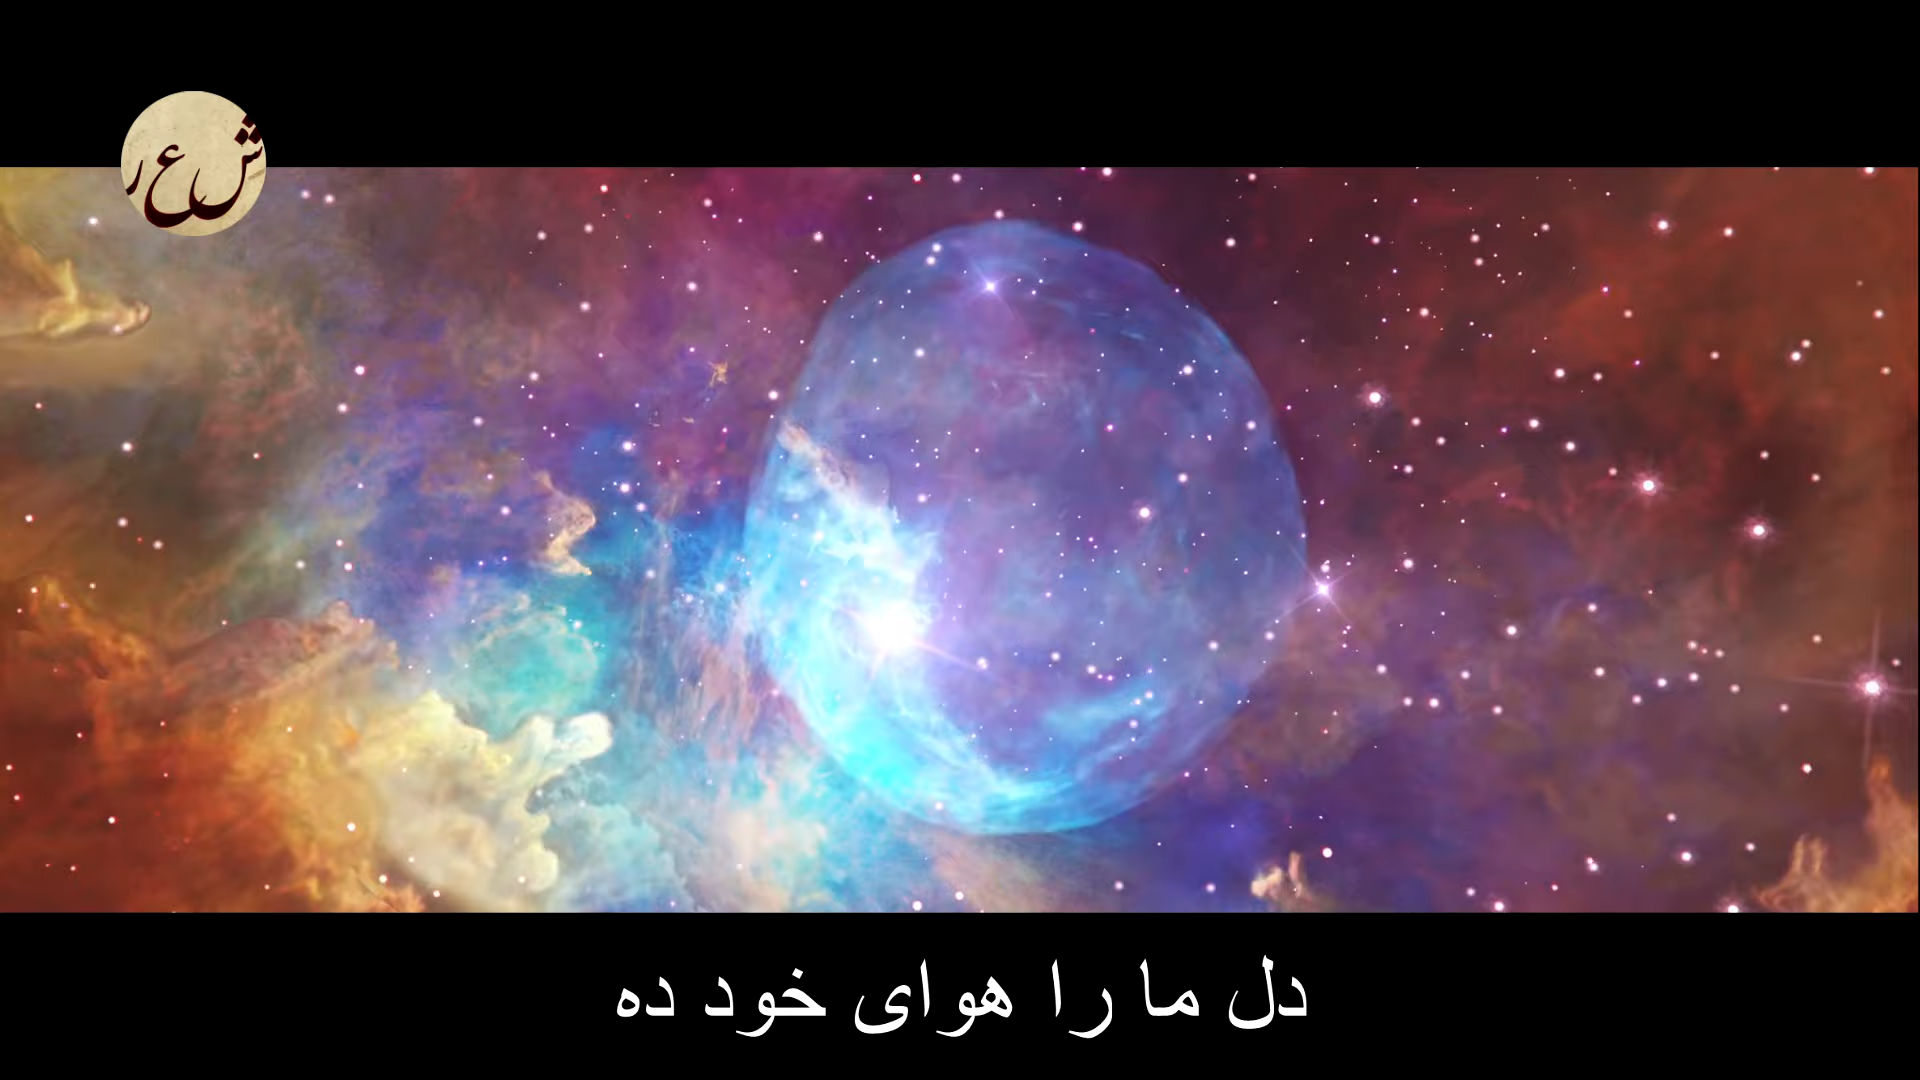 ش ع ر
دل ما را هوای خود ده